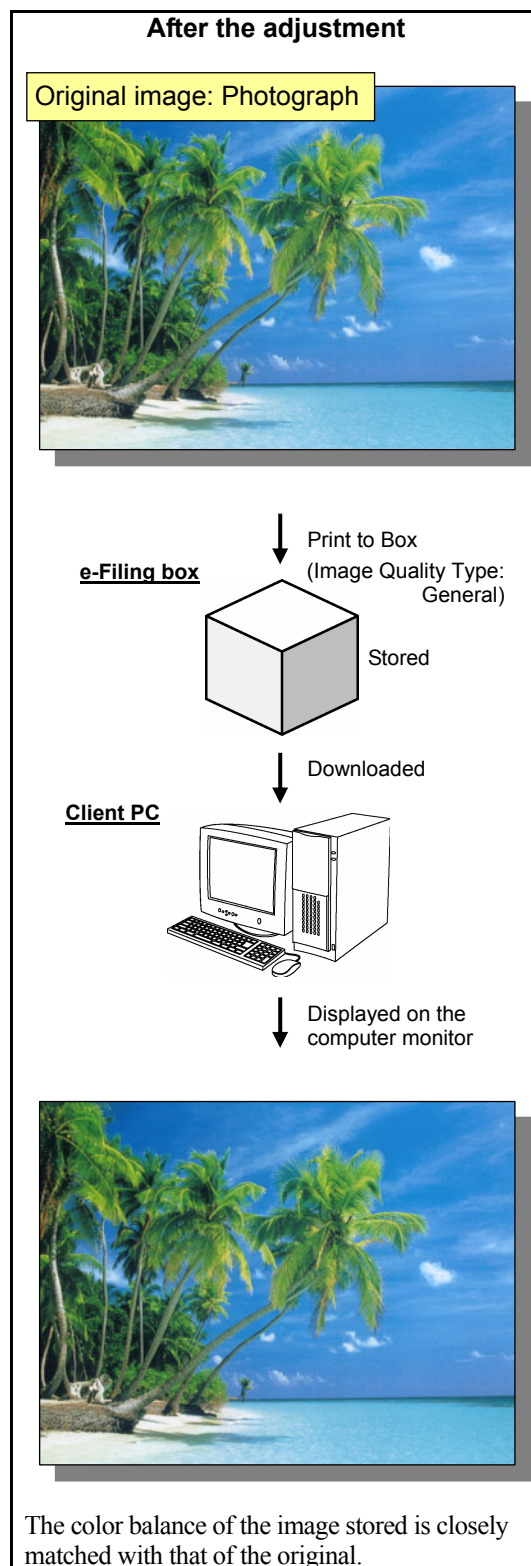 After the adjustment
Original image: Photograph
Print to Box
e-Filing box
(Image Quality Type:
General)
Stored
Downloaded
Client PC
Displayed on the
computer monitor
The color balance of the image stored is closely
matched with that of the original.